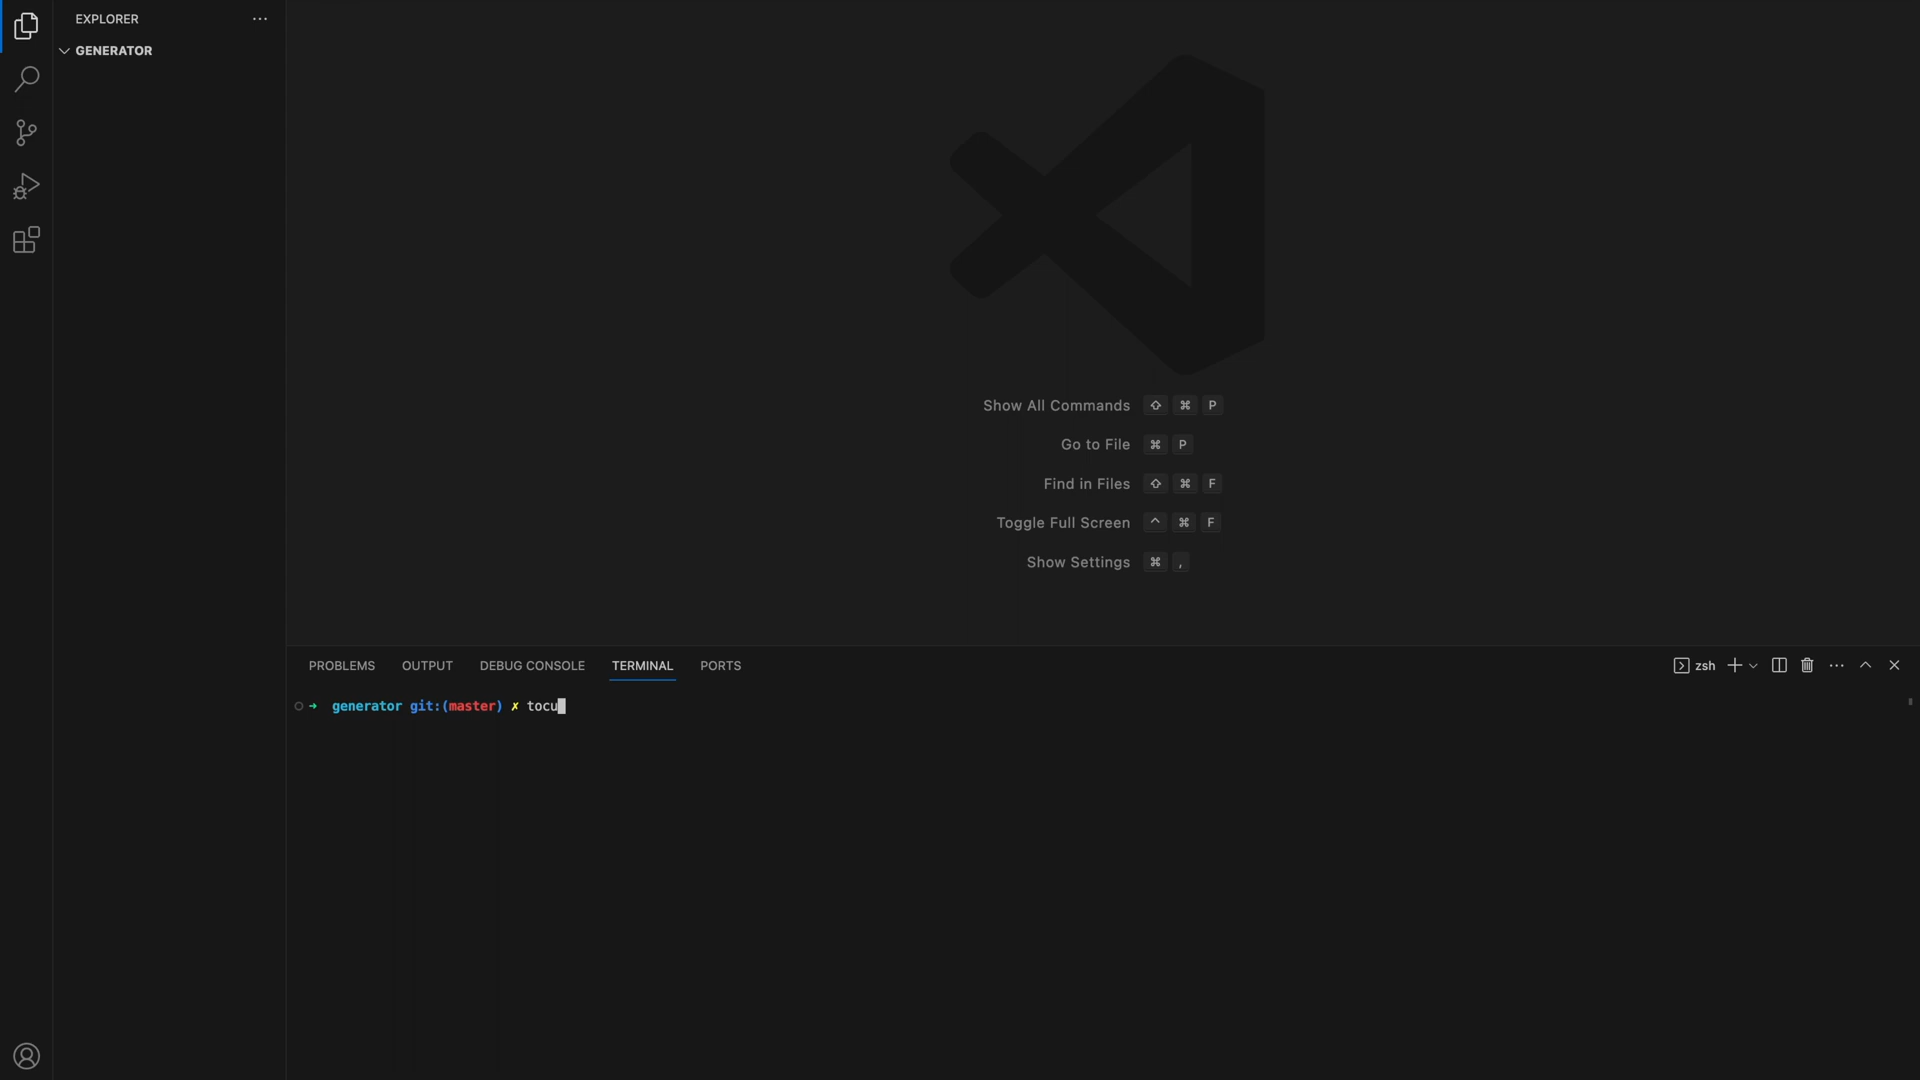 EXPLORER
GENERATOR
Show All Commands ⇧ ⌘ P
Go to File ⌘ P
Find in Files ⇧ ⌘ F
Toggle Full Screen ^ ⌘ F
Show Settings ⌘ ,
PROBLEMS OUTPUT DEBUG CONSOLE TERMINAL PORTS
zsh
➜ generator git:(master) ✗ tocu